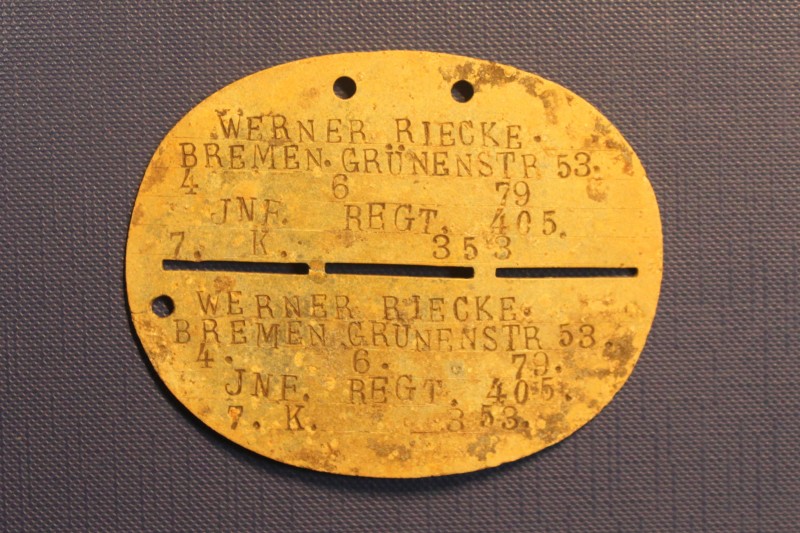 WERNER RIECKE.
BREMEN. GRÜNENSTR 53.
4 6 79
JNF. REGT. 405.
7. K. 353
WERNER RIECKE.
BREMEN. GRÜNENSTR 53.
4. 6. 79.
JNF. REGT. 405.
7. K. 353.